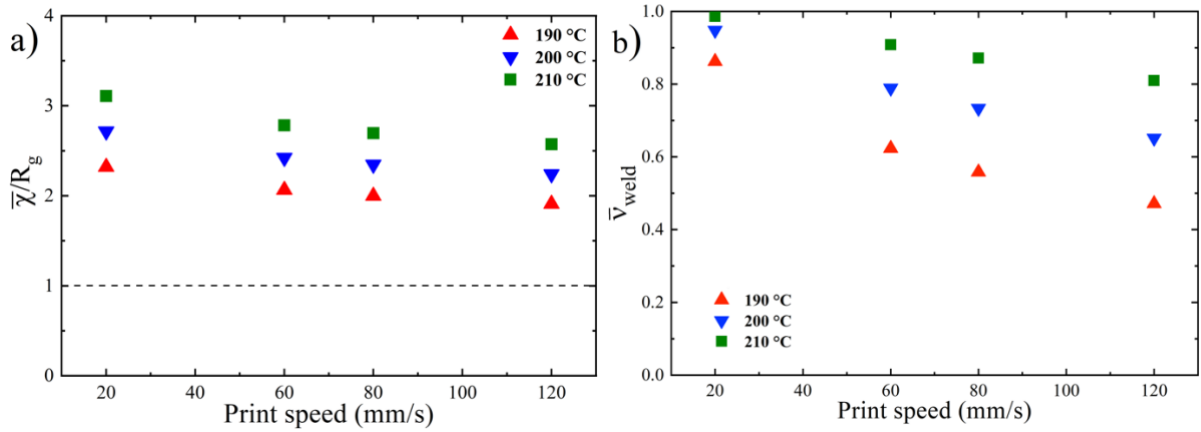 a)
190 °C
200 °C
210 °C
4
3
2
1
0
χ̅/R_g
20 40 60 80 100 120
Print speed (mm/s)
b)
1.0
0.8
0.6
0.4
0.2
0.0
ν̅_weld
190 °C
200 °C
210 °C
20 40 60 80 100 120
Print speed (mm/s)